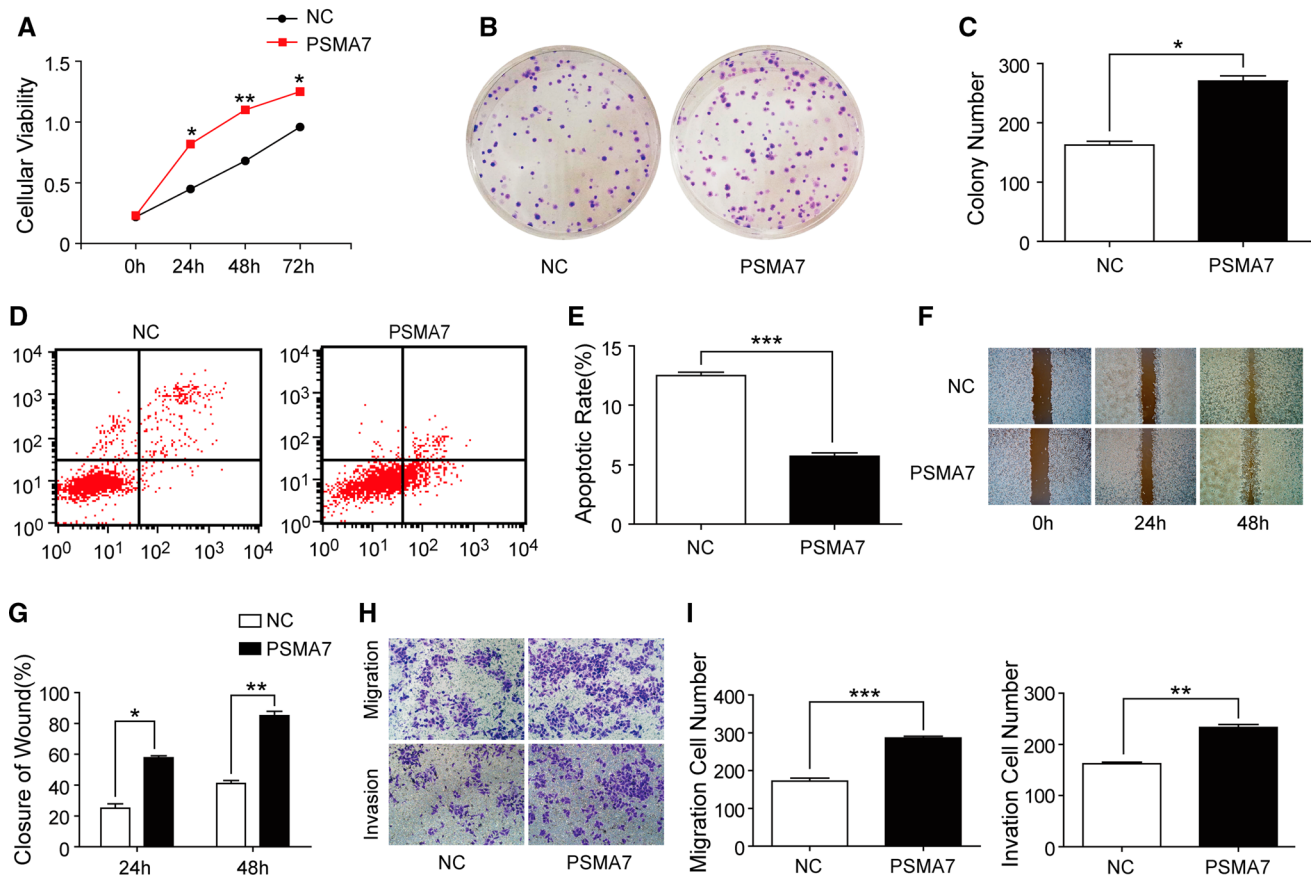 A
NC
PSMA7
Cellular Viability
1.5
1.0
0.5
0
* ** *
0h 24h 48h 72h
B
NC PSMA7
C
Colony Number
300
200
100
0
*
NC PSMA7
D
NC PSMA7
10⁴
10³
10²
10¹
10⁰
10⁰ 10¹ 10² 10³ 10⁴
10⁴
10³
10²
10¹
10⁰
10⁰ 10¹ 10² 10³ 10⁴
E
Apoptotic Rate(%)
15
10
5
0
***
NC PSMA7
F
NC
PSMA7
0h 24h 48h
G
NC
PSMA7
Closure of Wound(%)
100
80
60
40
20
0
* **
24h 48h
H
Migration
Invasion
NC PSMA7
I
Migration Cell Number
400
300
200
100
0
***
NC PSMA7
Invation Cell Number
300
200
100
0
**
NC PSMA7